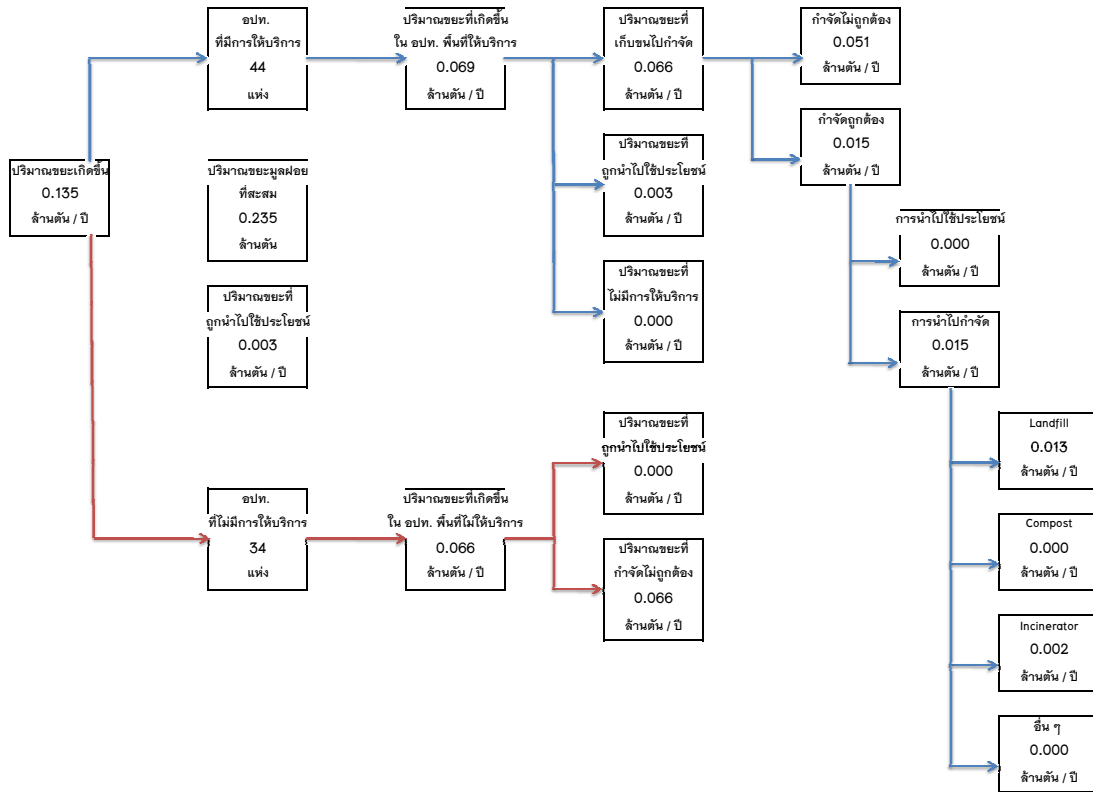 อปท.
ที่มีการให้บริการ
44
แห่ง
ปริมาณขยะที่เกิดขึ้น
ใน อปท. พื้นที่ให้บริการ
0.069
ล้านตัน / ปี
ปริมาณขยะที่
เก็บขนไปกำจัด
0.066
ล้านตัน / ปี
กำจัดไม่ถูกต้อง
0.051
ล้านตัน / ปี
กำจัดถูกต้อง
0.015
ล้านตัน / ปี
ปริมาณขยะเกิดขึ้น
0.135
ล้านตัน / ปี
ปริมาณขยะมูลฝอย
ที่สะสม
0.235
ล้านตัน
ปริมาณขยะที่
ถูกนำไปใช้ประโยชน์
0.003
ล้านตัน / ปี
การนำไปใช้ประโยชน์
0.000
ล้านตัน / ปี
ปริมาณขยะที่
ถูกนำไปใช้ประโยชน์
0.003
ล้านตัน / ปี
ปริมาณขยะที่
ไม่มีการให้บริการ
0.000
ล้านตัน / ปี
การนำไปกำจัด
0.015
ล้านตัน / ปี
ปริมาณขยะที่
ถูกนำไปใช้ประโยชน์
0.000
ล้านตัน / ปี
Landfill
0.013
ล้านตัน / ปี
อปท.
ที่ไม่มีการให้บริการ
34
แห่ง
ปริมาณขยะที่เกิดขึ้น
ใน อปท. พื้นที่ไม่ให้บริการ
0.066
ล้านตัน / ปี
ปริมาณขยะที่
กำจัดไม่ถูกต้อง
0.066
ล้านตัน / ปี
Compost
0.000
ล้านตัน / ปี
Incinerator
0.002
ล้านตัน / ปี
อื่น ๆ
0.000
ล้านตัน / ปี